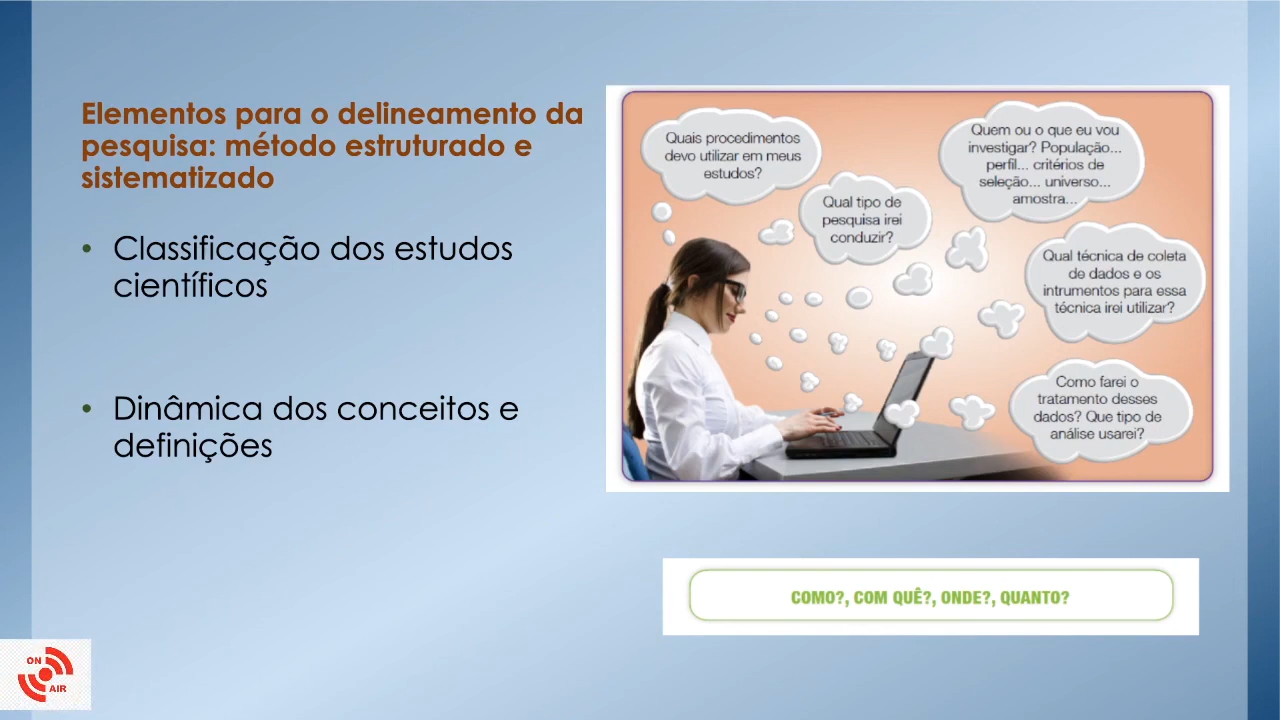 Elementos para o delineamento da
pesquisa: método estruturado e
sistematizado
• Classificação dos estudos
científicos
• Dinâmica dos conceitos e
definições
Quais procedimentos
devo utilizar em meus
estudos?
Qual tipo de
pesquisa irei
conduzir?
Quem ou o que eu vou
investigar? População...
perfil... critérios de
seleção... universo...
amostra...
Qual técnica de coleta
de dados e os
intrumentos para essa
técnica irei utilizar?
Como farei o
tratamento desses
dados? Que tipo de
análise usarei?
COMO?, COM QUÊ?, ONDE?, QUANTO?
ON
AIR